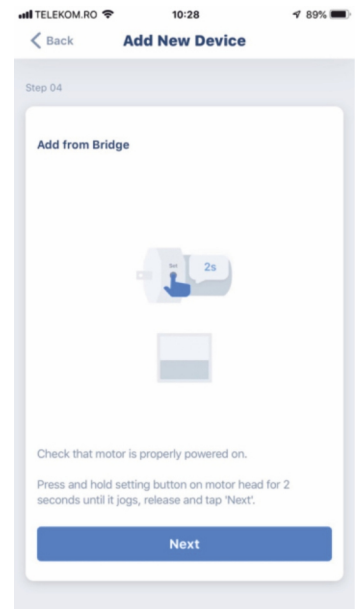 TELEKOM.RO 10:28 89%
Back Add New Device
Step 04
Add from Bridge
Set 2s
Check that motor is properly powered on.
Press and hold setting button on motor head for 2
seconds until it jogs, release and tap 'Next'.
Next